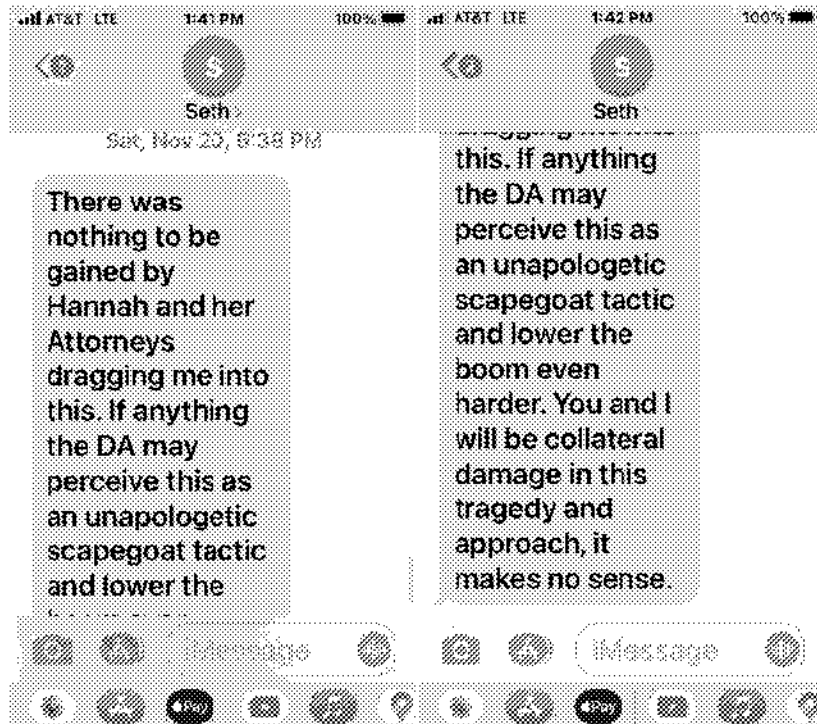 AT&T LTE 1:41 PM 100%
S
Seth >
Sat, Nov 20, 8:38 PM
There was
nothing to be
gained by
Hannah and her
Attorneys
dragging me into
this. If anything
the DA may
perceive this as
an unapologetic
scapegoat tactic
and lower the
iMessage
Pay
AT&T LTE 1:42 PM 100%
S
Seth
this. If anything
the DA may
perceive this as
an unapologetic
scapegoat tactic
and lower the
boom even
harder. You and I
will be collateral
damage in this
tragedy and
approach, it
makes no sense.
iMessage
Pay